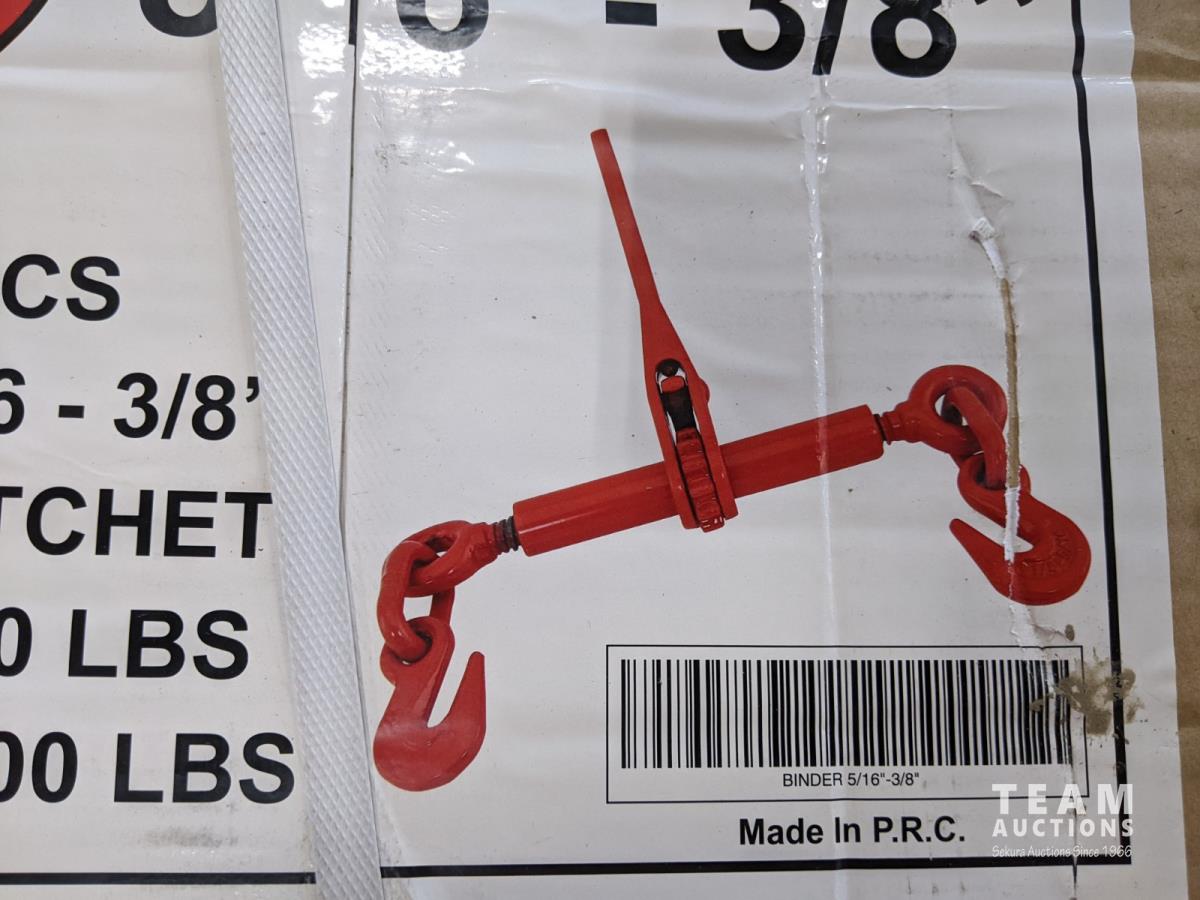 - 3/8"
CS
6 - 3/8'
TCHET
0 LBS
00 LBS
BINDER 5/16"-3/8"
Made In P.R.C.
TEAM
AUCTIONS
Sekura Auctions Since 1966